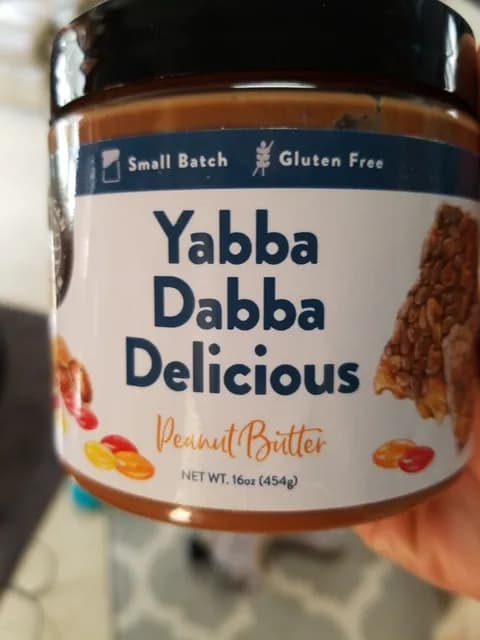 Small Batch Gluten Free
Yabba
Dabba
Delicious
Peanut Butter
NET WT. 16oz (454g)